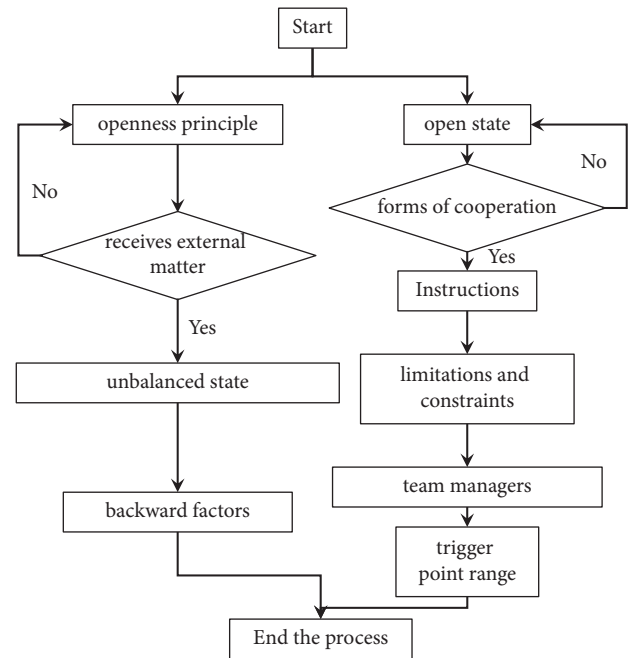 Start
openness principle
open state
No
No
forms of cooperation
receives external
matter
Yes
Instructions
Yes
unbalanced state
limitations and
constraints
team managers
backward factors
trigger
point range
End the process